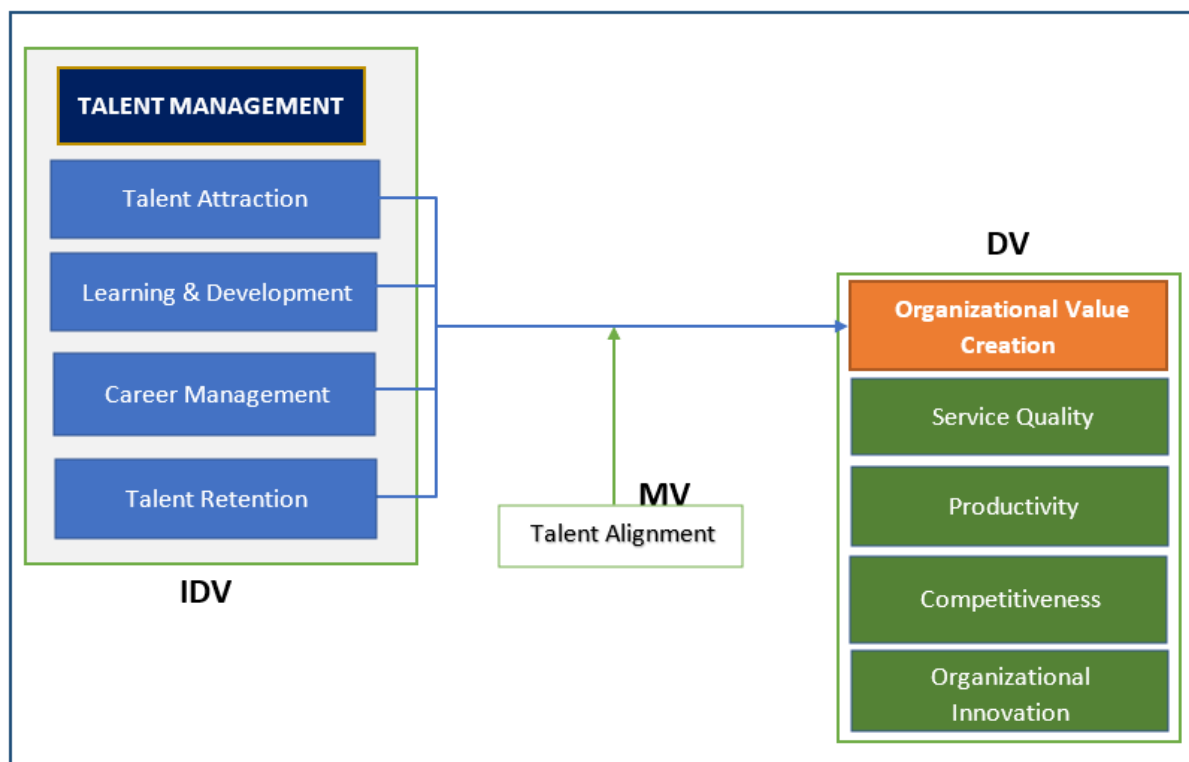 TALENT MANAGEMENT
Talent Attraction
Learning & Development
Career Management
Talent Retention
IDV
MV
Talent Alignment
DV
Organizational Value
Creation
Service Quality
Productivity
Competitiveness
Organizational
Innovation